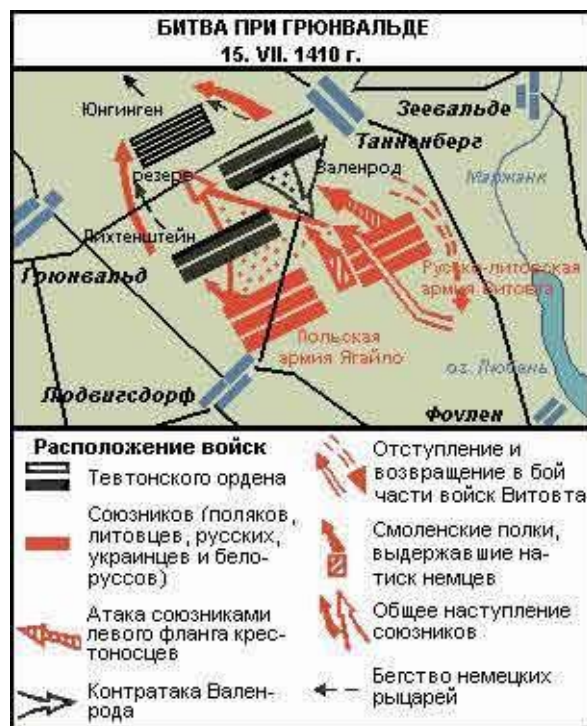 БИТВА ПРИ ГРЮНВАЛЬДЕ
15. VII. 1410 г.
Юнгинген
Зеевальде
Танненберг
резерв
Валенрод
Маржанк
Лихтенштейн
Грюнвальд
Русско-литовская
армия Витовта
Польская
армия Ягайло
оз. Любань
Людвигсдорф
Фоулен
Расположение войск
Тевтонского ордена
Союзников (поляков,
литовцев, русских,
украинцев и бело-
руссов)
Атака союзниками
левого фланга крес-
тоносцев
Контратака Вален-
рода
Отступление и
возвращение в бой
части войск Витовта
Смоленские полки,
выдержавшие на-
тиск немцев
Общее наступление
союзников
Бегство немецких
рыцарей